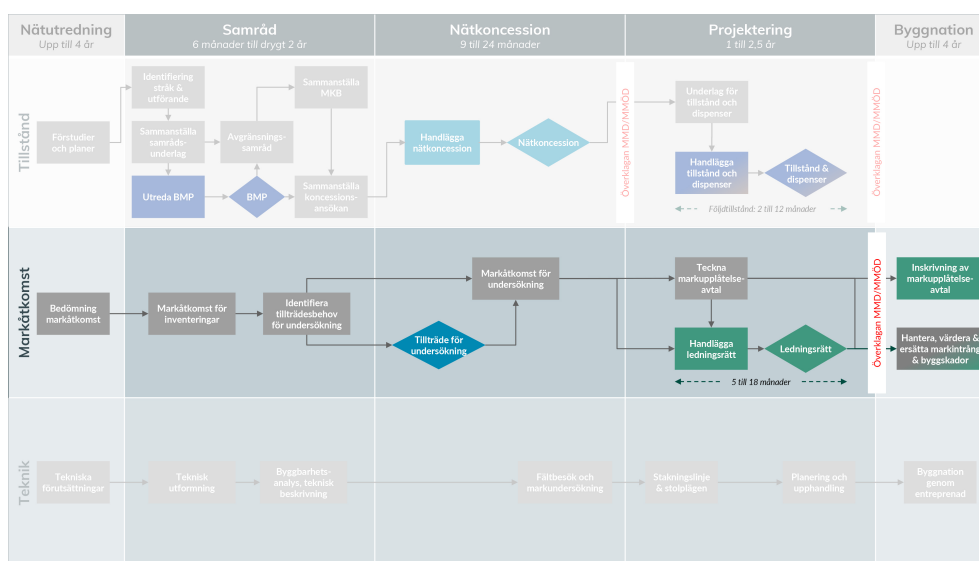 Nätutredning
Upp till 4 år
Samråd
6 månader till drygt 2 år
Nätkoncession
9 till 24 månader
Projektering
1 till 2,5 år
Byggnation
Upp till 4 år
Tillstånd
Förstudier
och planer
Identifiering
stråk &
utförande
Sammanställa
samråds-
underlag
Utreda BMP
Avgränsnings-
samråd
BMP
Sammanställa
MKB
Sammanställa
koncessions-
ansökan
Handlägga
nätkoncession
Nätkoncession
Överklagan MMD/MMÖD
Underlag för
tillstånd och
dispenser
Handlägga
tillstånd och
dispenser
Tillstånd &
dispenser
Följdtillstånd: 2 till 12 månader
Överklagan MMD/MMÖD
Markåtkomst
Bedömning
markåtkomst
Markåtkomst för
inventeringar
Identifiera
tillträdesbehov
för undersökning
Tillträde för
undersökning
Markåtkomst för
undersökning
Teckna
markupplåtelse-
avtal
Handlägga
ledningsrätt
Ledningsrätt
5 till 18 månader
Överklagan MMD/MMÖD
Inskrivning av
markupplåtelse-
avtal
Hantera, värdera &
ersätta markintrång
& byggskador
Teknik
Tekniska
förutsättningar
Teknisk
utformning
Byggbarhets-
analys, teknisk
beskrivning
Fältbesök och
markundersökning
Stakningslinje
& stolplägen
Planering och
upphandling
Byggnation
genom
entreprenad